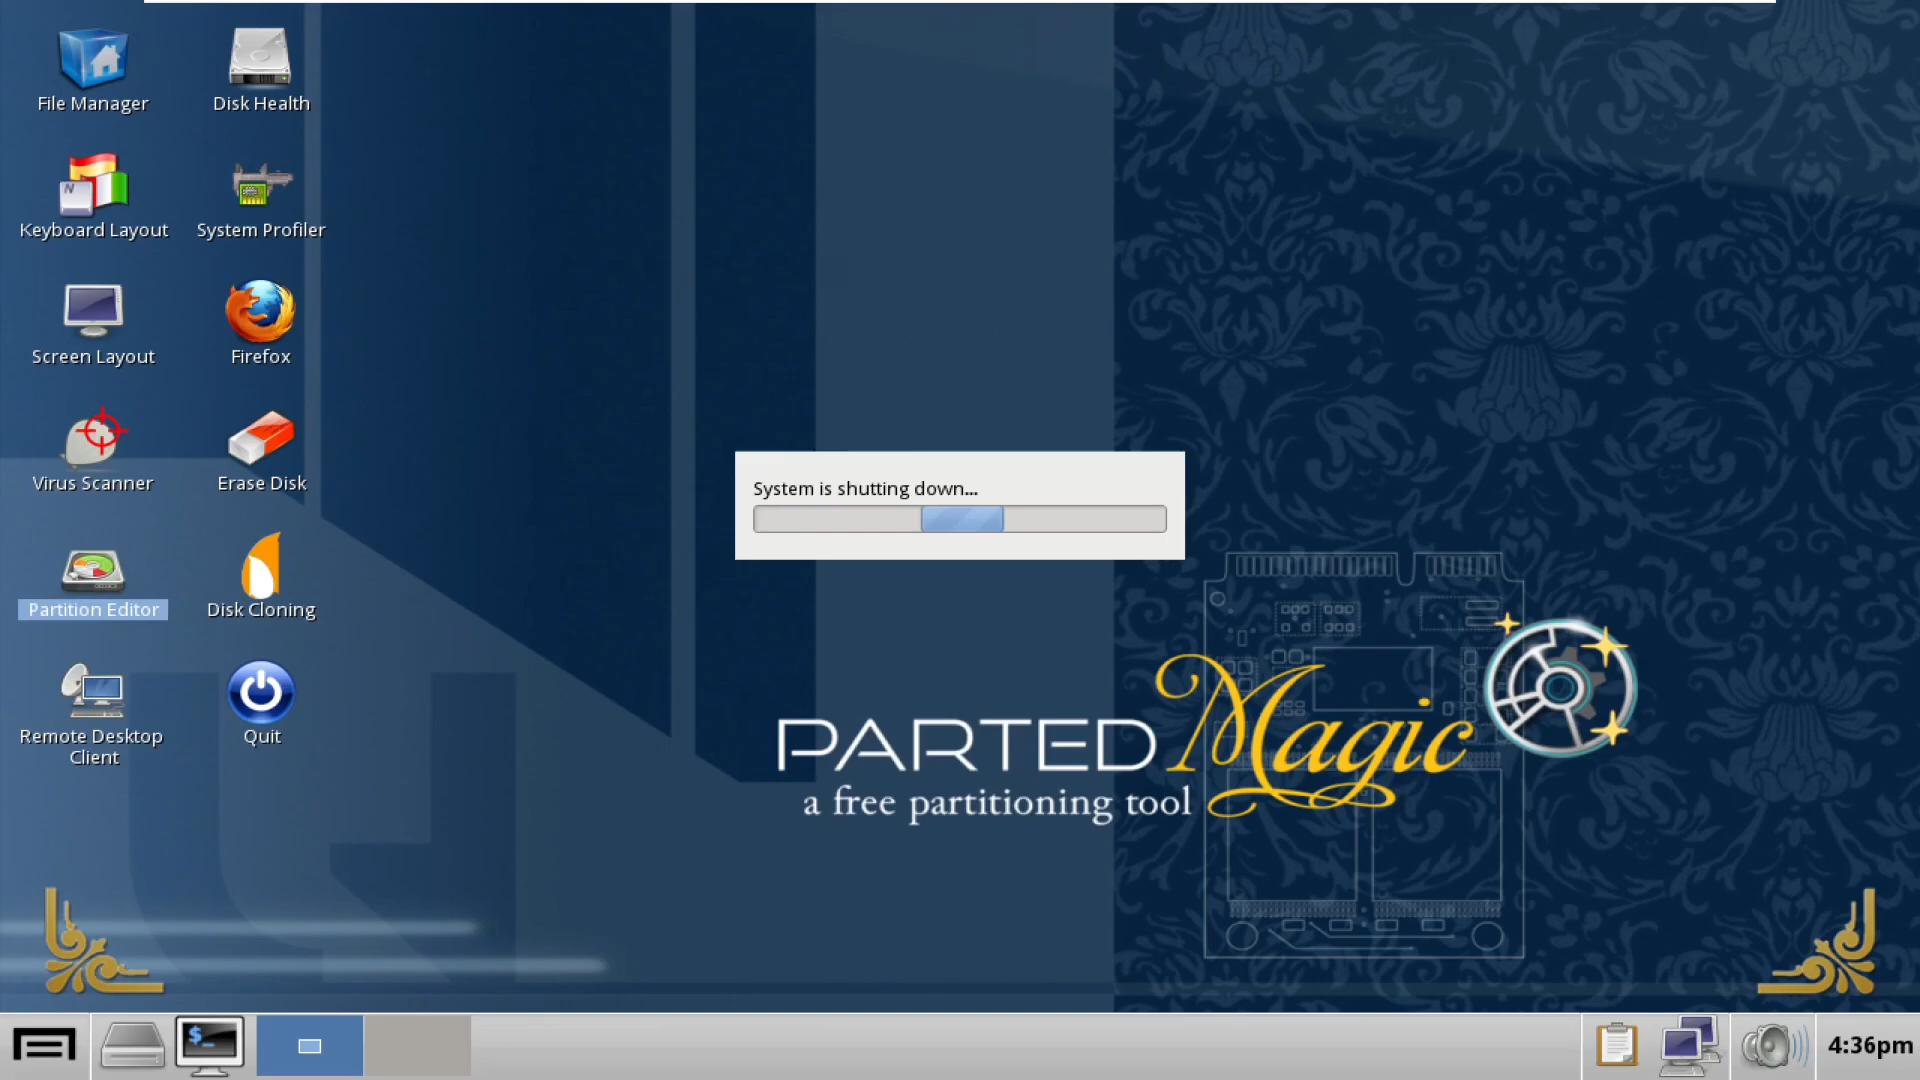 File Manager
Disk Health
Keyboard Layout
System Profiler
Screen Layout
Firefox
Virus Scanner
Erase Disk
System is shutting down...
Partition Editor
Disk Cloning
Remote Desktop
Client
Quit
PARTED Magic
a free partitioning tool
N
$_
4:36pm